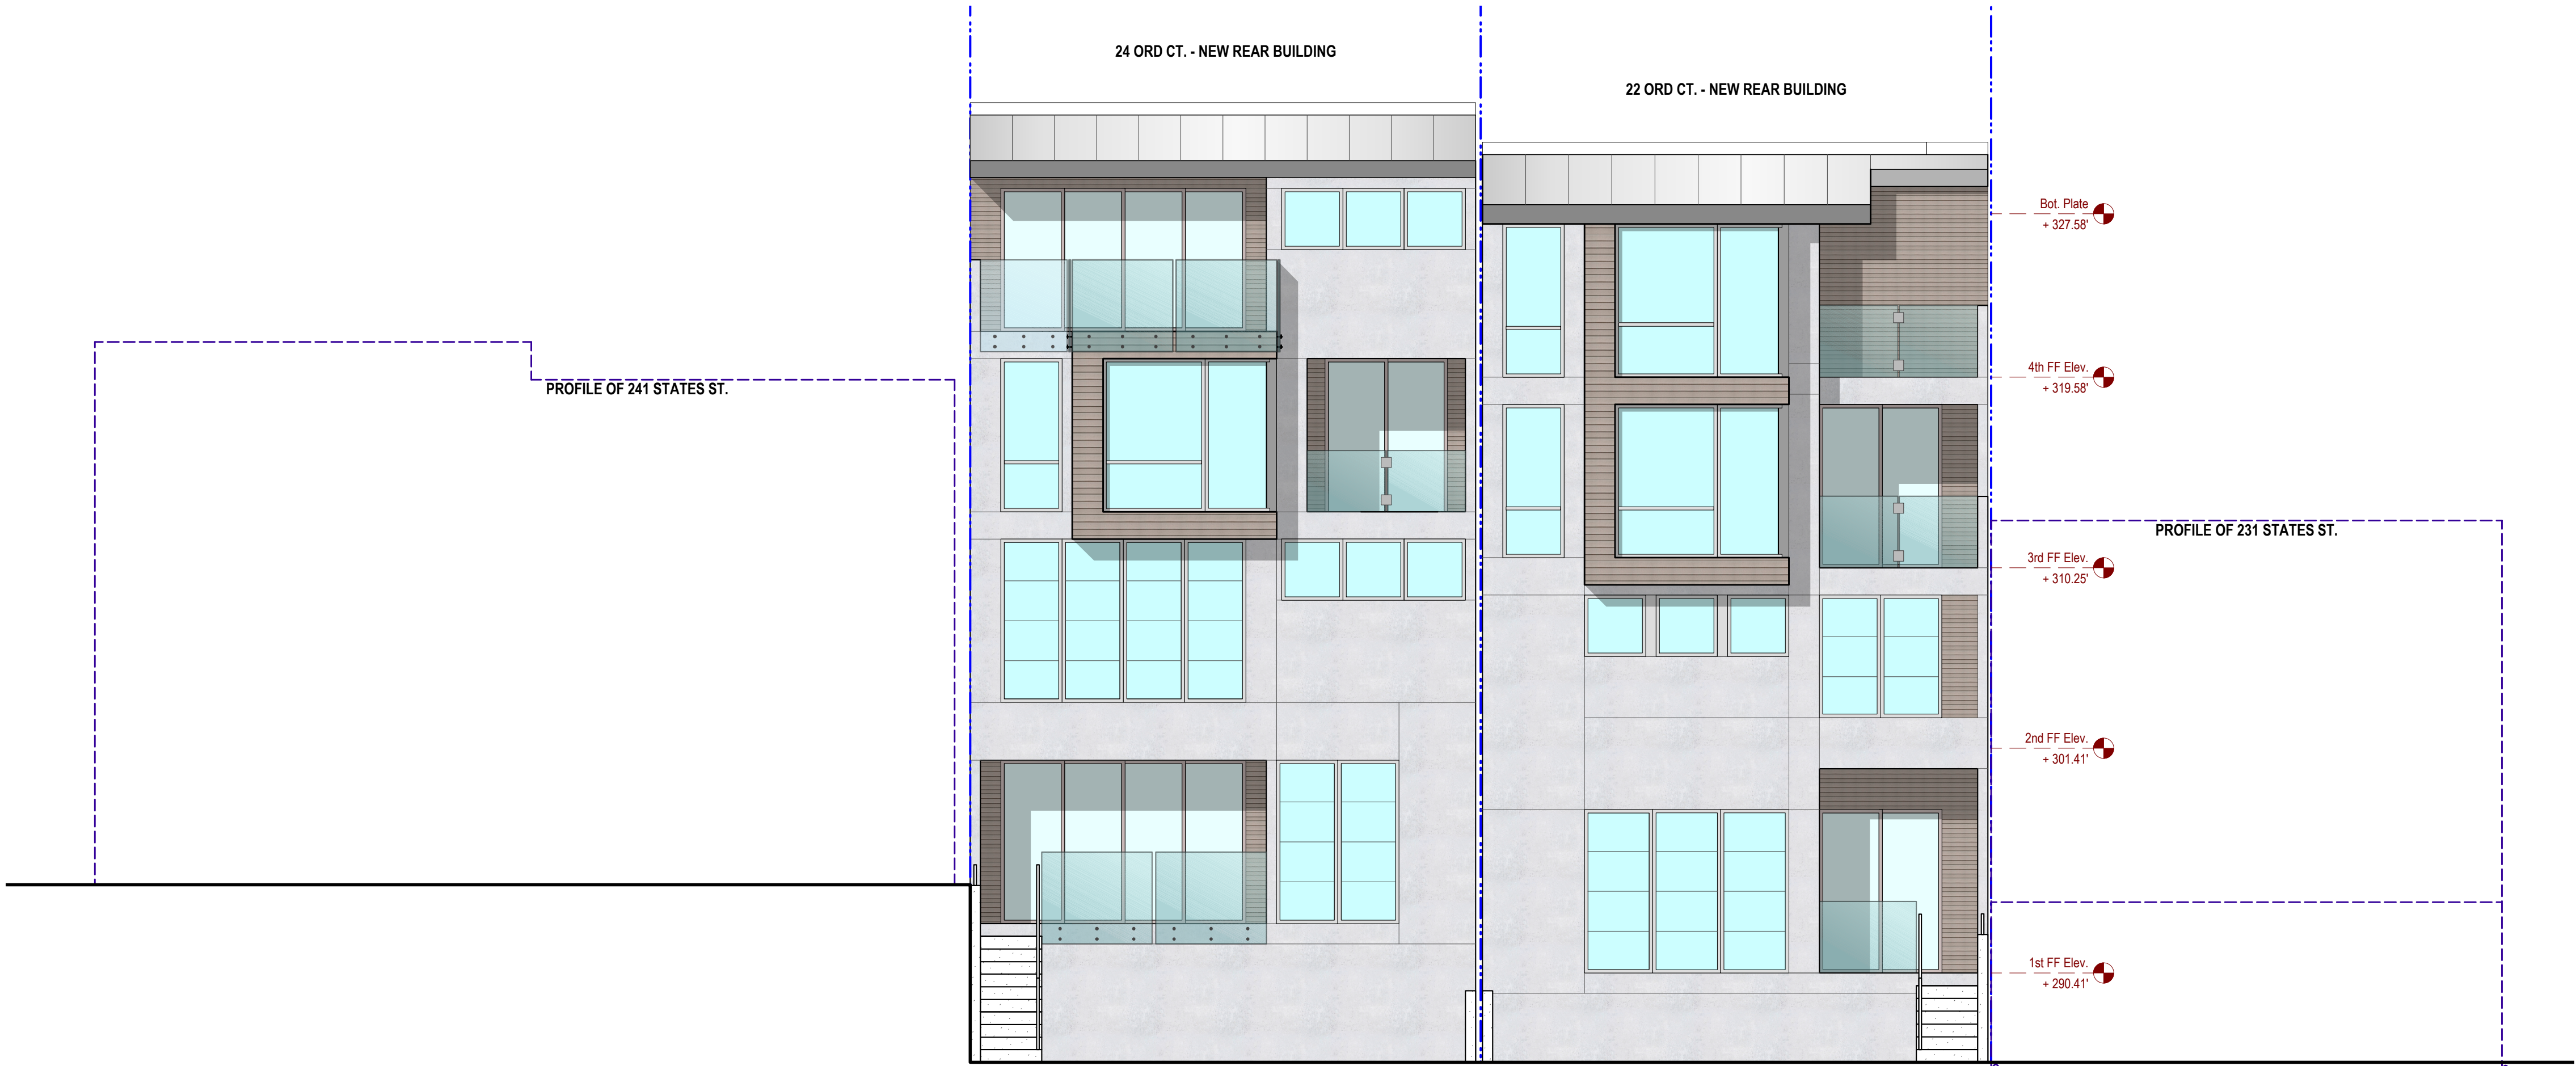 24 ORD CT. - NEW REAR BUILDING
22 ORD CT. - NEW REAR BUILDING
Bot. Plate
+ 327.58'
4th FF Elev.
+ 319.58'
PROFILE OF 241 STATES ST.
PROFILE OF 231 STATES ST.
3rd FF Elev.
+ 310.25'
2nd FF Elev.
+ 301.41'
1st FF Elev.
+ 290.41'